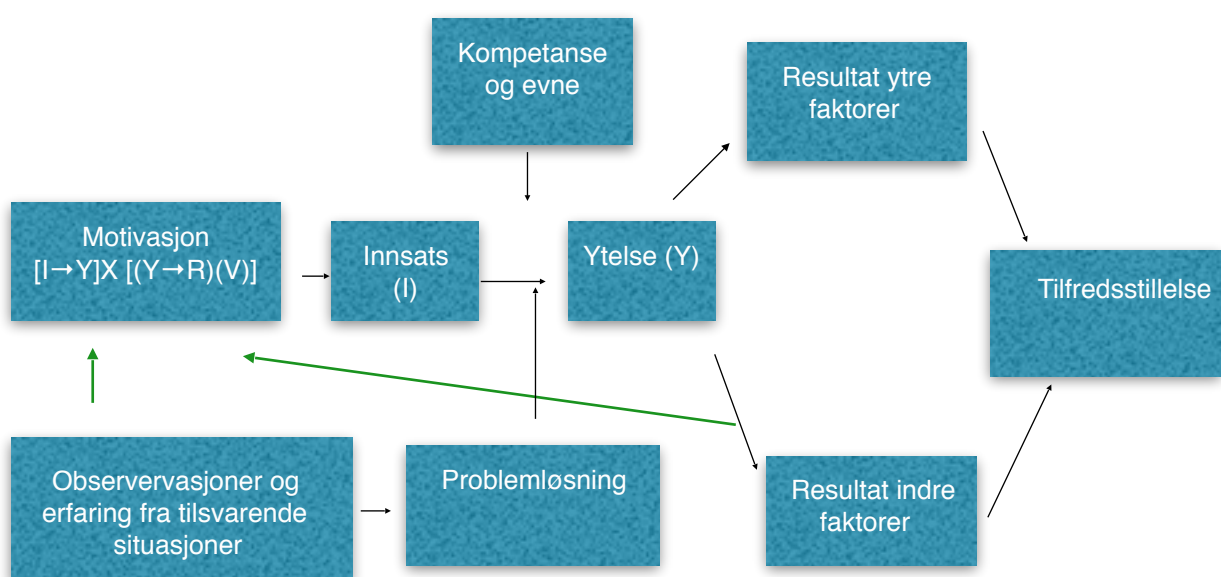 Kompetanse
og evne
Resultat ytre
faktorer
Motivasjon
[I→Y]X [(Y→R)(V)]
Innsats
(I)
Ytelse (Y)
Tilfredsstillelse
Observervasjoner og
erfaring fra tilsvarende
situasjoner
Problemløsning
Resultat indre
faktorer